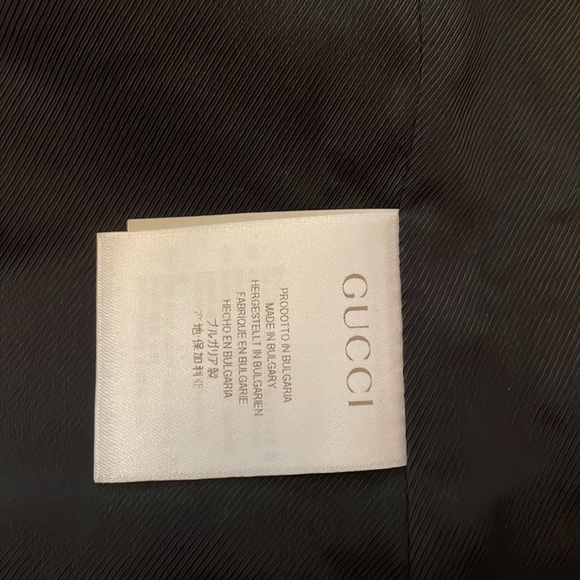 GUCCI
PRODOTTO IN BULGARIA
MADE IN BULGARY
HERGESTELLT IN BULGARIEN
FABRIQUE EN BULGARIE
HECHO EN BULGARIA
ブルガリア製
产地·保加利亚